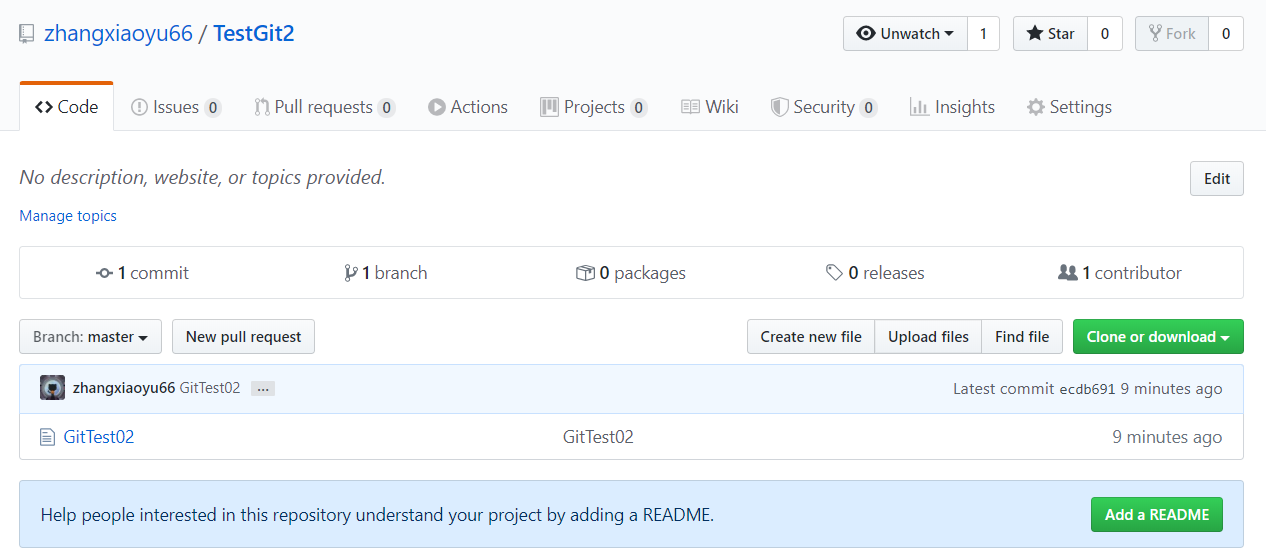 zhangxiaoyu66 / TestGit2 Unwatch 1 Star 0 Fork 0
Code Issues 0 Pull requests 0 Actions Projects 0 Wiki Security 0 Insights Settings
No description, website, or topics provided. Edit
Manage topics
1 commit 1 branch 0 packages 0 releases 1 contributor
Branch: master New pull request Create new file Upload files Find file Clone or download
zhangxiaoyu66 GitTest02 ... Latest commit ecdb691 9 minutes ago
GitTest02 GitTest02 9 minutes ago
Help people interested in this repository understand your project by adding a README. Add a README